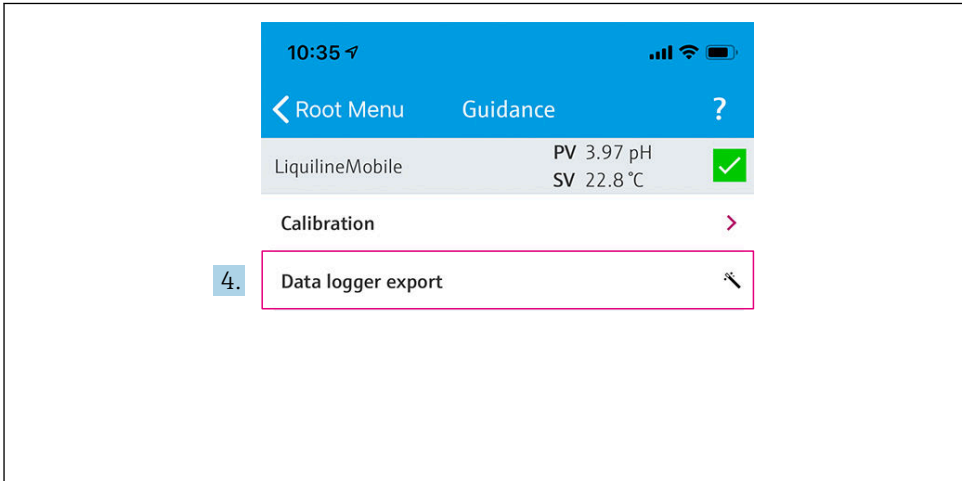 10:35
Root Menu Guidance ?
LiquilineMobile
PV 3.97 pH
SV 22.8 °C
Calibration
4. Data logger export